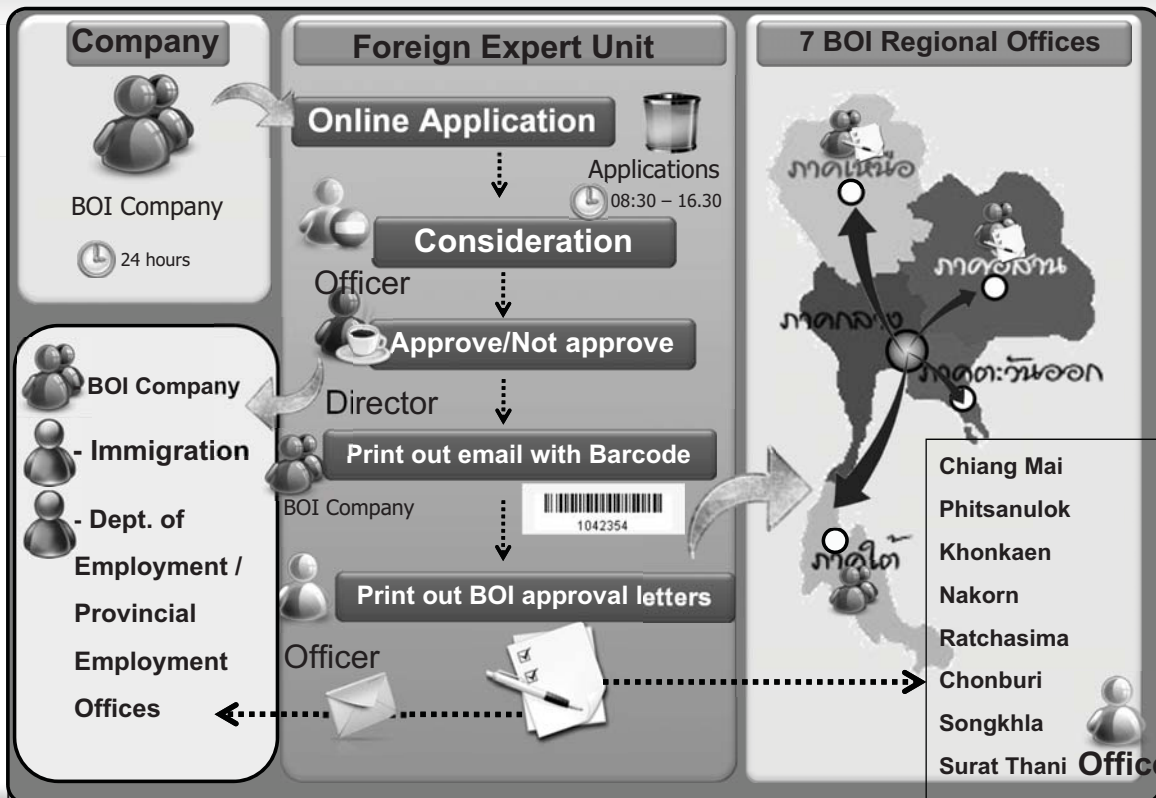 Company
BOI Company
24 hours
BOI Company
- Immigration
- Dept. of
Employment /
Provincial
Employment
Offices
Foreign Expert Unit
Online Application
Applications
08:30 – 16.30
Consideration
Officer
Approve/Not approve
Director
Print out email with Barcode
BOI Company
1042354
Print out BOI approval letters
Officer
7 BOI Regional Offices
ภาคเหนือ
ภาคอีสาน
ภาคกลาง
ภาคตะวันออก
ภาคใต้
Chiang Mai
Phitsanulok
Khonkaen
Nakorn
Ratchasima
Chonburi
Songkhla
Surat Thani
Office